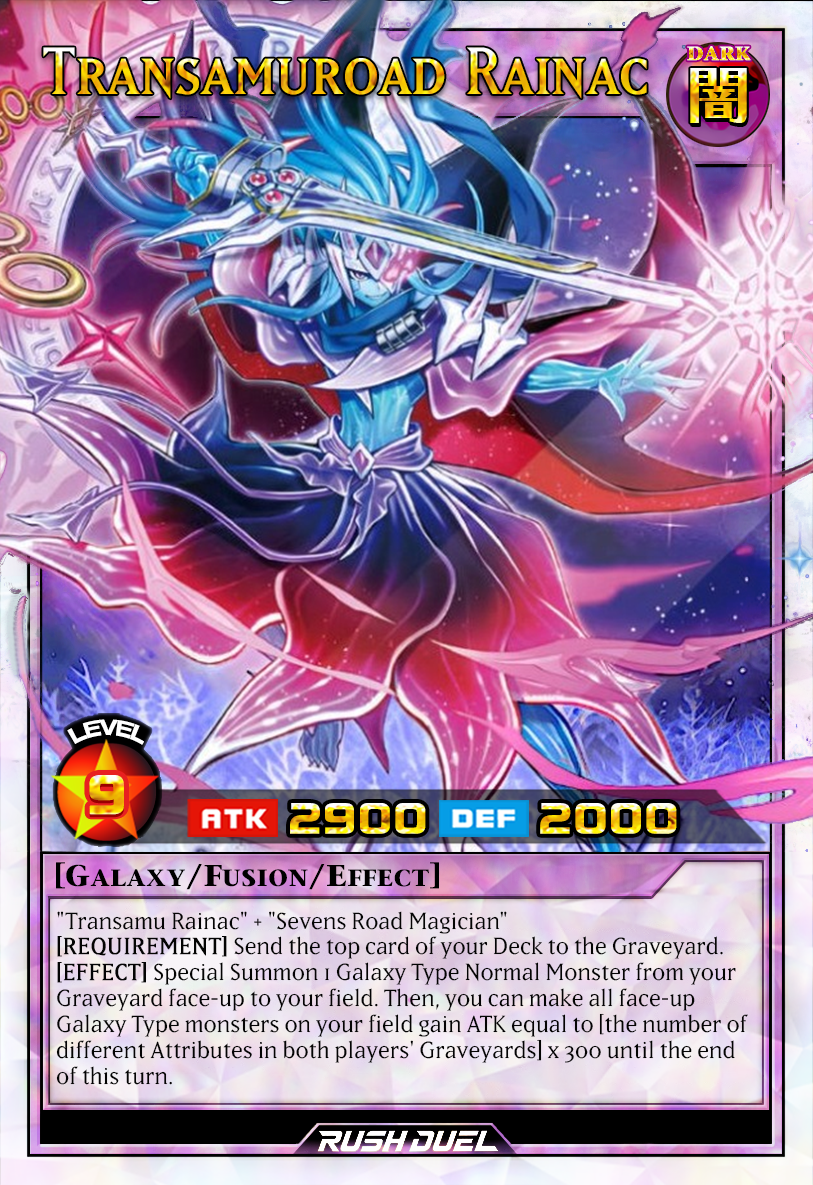 TRANSAMUROAD RAINAC
DARK
闇
LEVEL
9
ATK 2900 DEF 2000
[GALAXY/FUSION/EFFECT]
"Transamu Rainac" + "Sevens Road Magician"
[REQUIREMENT] Send the top card of your Deck to the Graveyard.
[EFFECT] Special Summon 1 Galaxy Type Normal Monster from your
Graveyard face-up to your field. Then, you can make all face-up
Galaxy Type monsters on your field gain ATK equal to [the number of
different Attributes in both players' Graveyards] x 300 until the end
of this turn.
RUSH DUEL